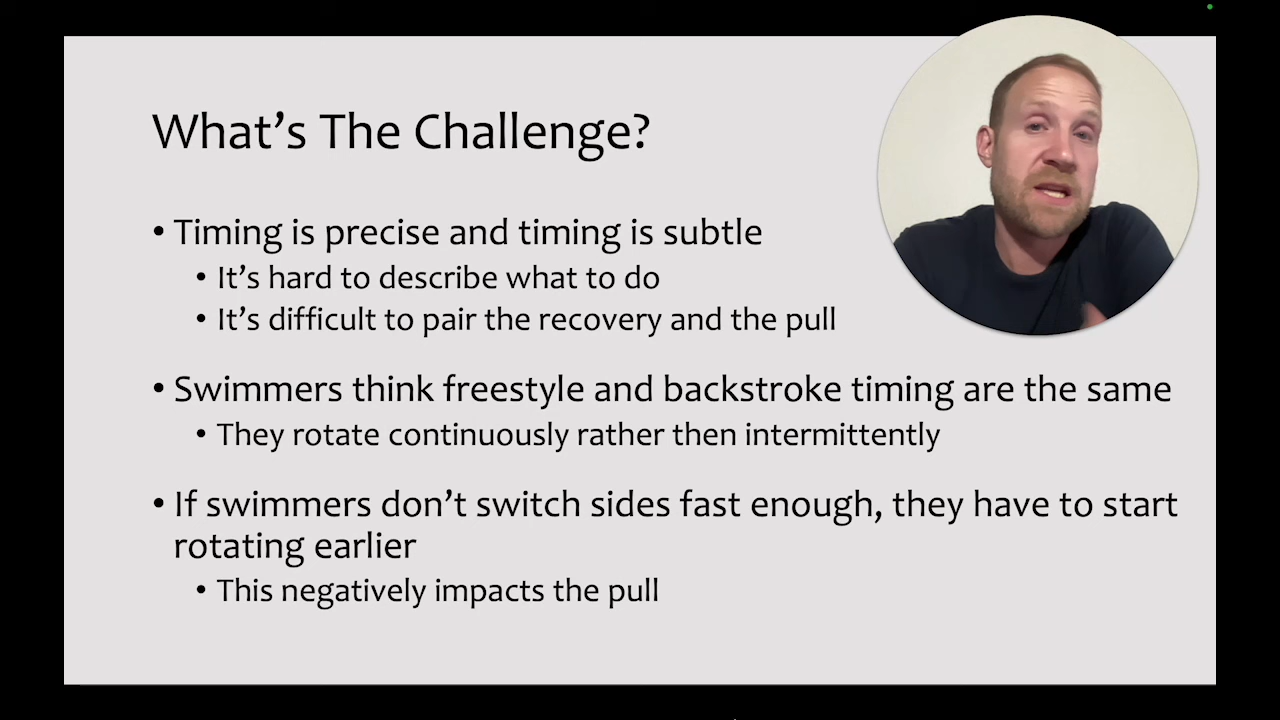 What's The Challenge?
• Timing is precise and timing is subtle
• It's hard to describe what to do
• It's difficult to pair the recovery and the pull
• Swimmers think freestyle and backstroke timing are the same
• They rotate continuously rather then intermittently
• If swimmers don't switch sides fast enough, they have to start
rotating earlier
• This negatively impacts the pull